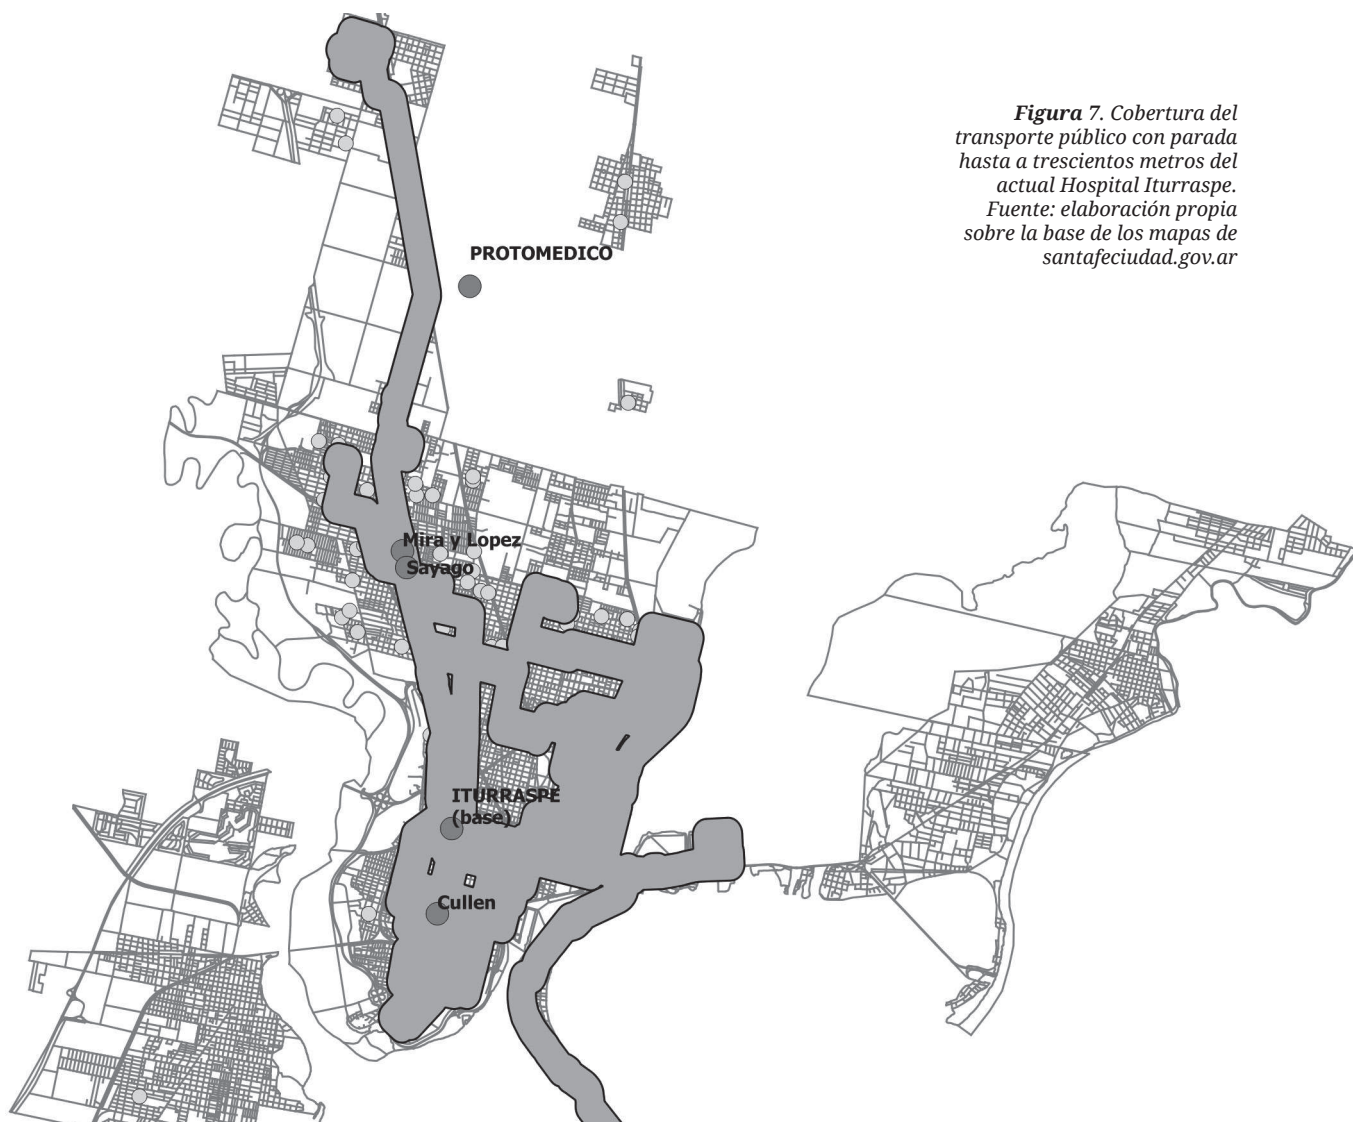 Figura 7. Cobertura del
transporte público con parada
hasta a trescientos metros del
actual Hospital Iturraspe.
Fuente: elaboración propia
sobre la base de los mapas de
santafeciudad.gov.ar
PROTOMEDICO
Mira y Lopez
Sayago
ITURRASPE
(base)
Cullen